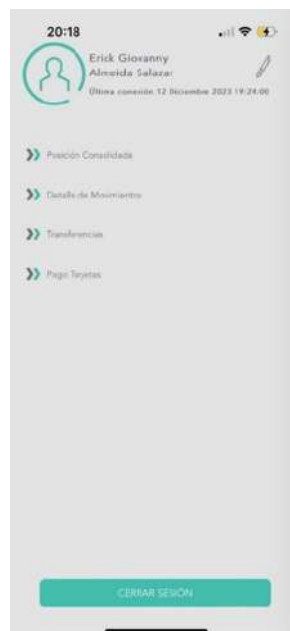 20:18
Erick Giovanny
Almeida Salazar
Última conexión 12 Diciembre 2023 19:24:00
Posición Consolidada
Detalle de Movimientos
Transferencias
Pago Tarjetas
CERRAR SESIÓN